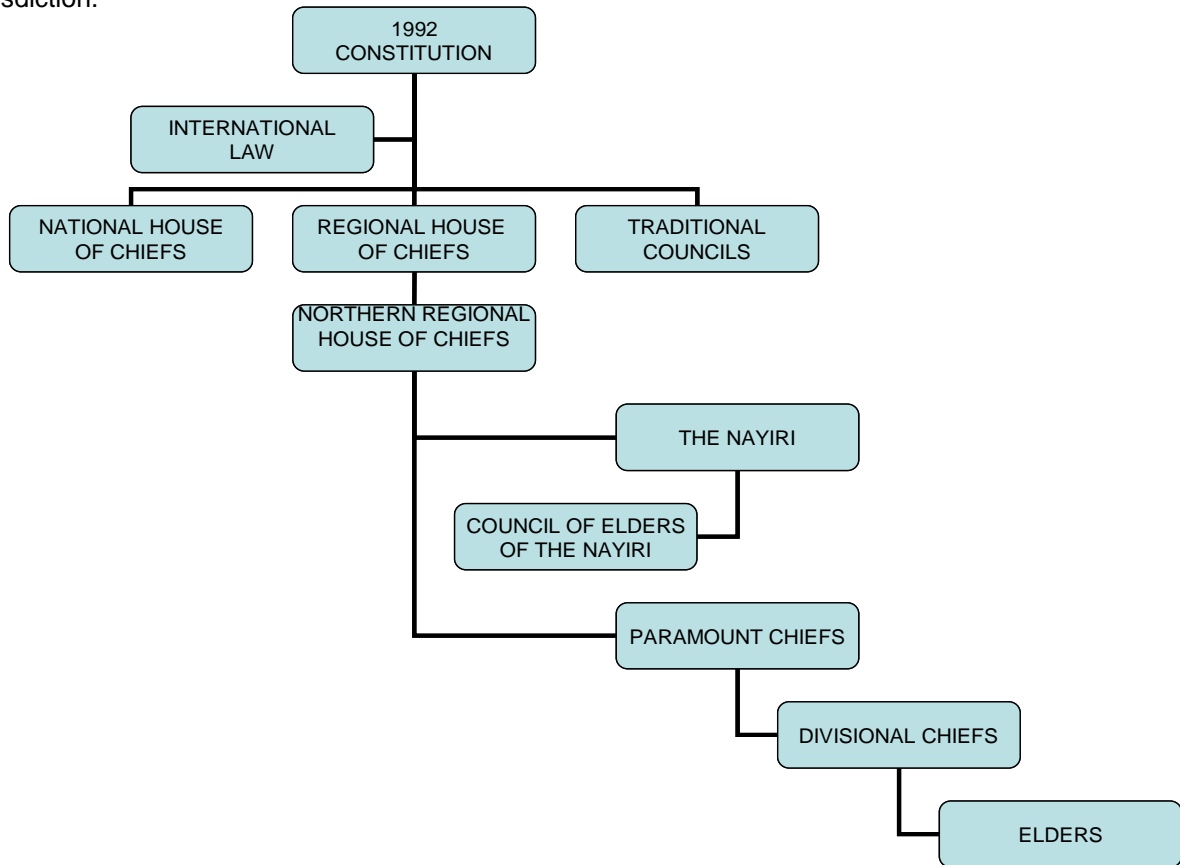 sdiction.
1992
CONSTITUTION
INTERNATIONAL
LAW
NATIONAL HOUSE
OF CHIEFS
REGIONAL HOUSE
OF CHIEFS
TRADITIONAL
COUNCILS
NORTHERN REGIONAL
HOUSE OF CHIEFS
THE NAYIRI
COUNCIL OF ELDERS
OF THE NAYIRI
PARAMOUNT CHIEFS
DIVISIONAL CHIEFS
ELDERS